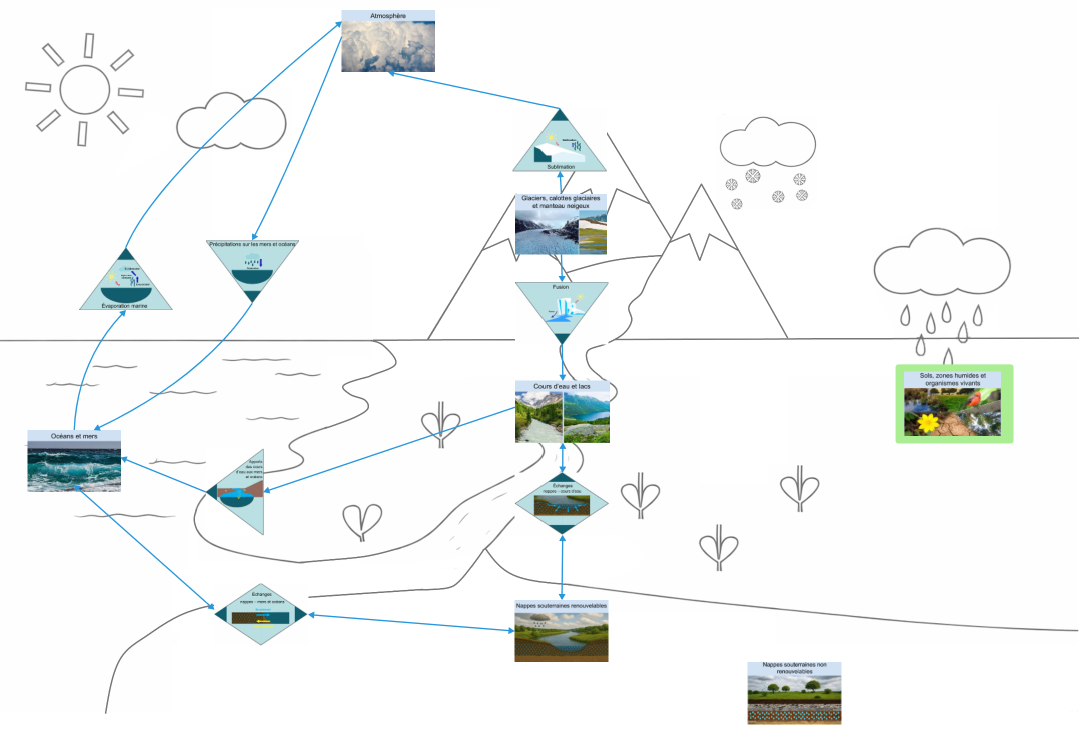 Atmosphère
Sublimation
Glaciers, calottes glaciaires
et manteau neigeux
Précipitations sur les mers et océans
Évaporation marine
Fusion
Sols, zones humides et
organismes vivants
Cours d'eau et lacs
Océans et mers
Apports
des cours
d'eau aux mers
et océans
Échanges
nappes - cours d'eau
Échanges
nappes - mers et océans
Nappes souterraines renouvelables
Nappes souterraines non
renouvelables